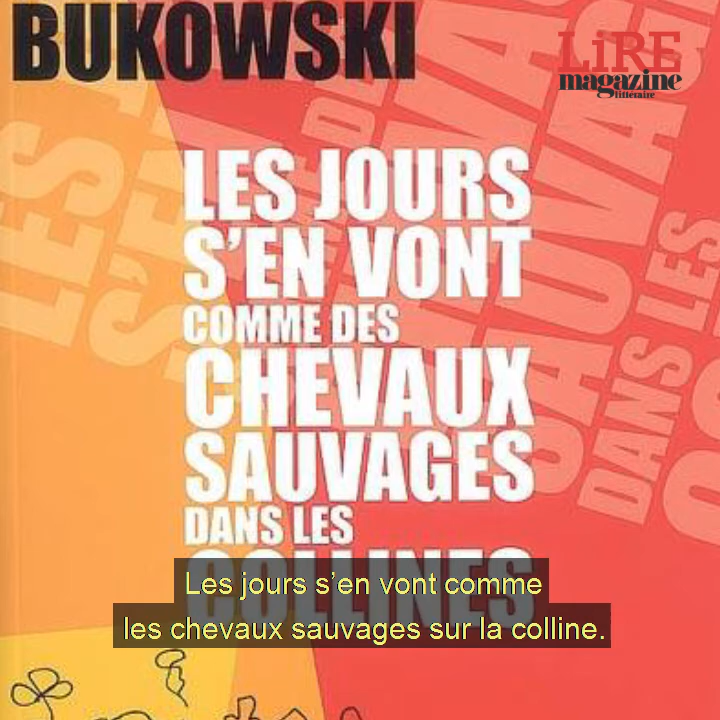 BUKOWSKI
LiRE
magazine
littéraire
LES JOURS
S'EN VONT
COMME DES
CHEVAUX
SAUVAGES
DANS LES
COLLINES
Les jours s'en vont comme
les chevaux sauvages sur la colline.